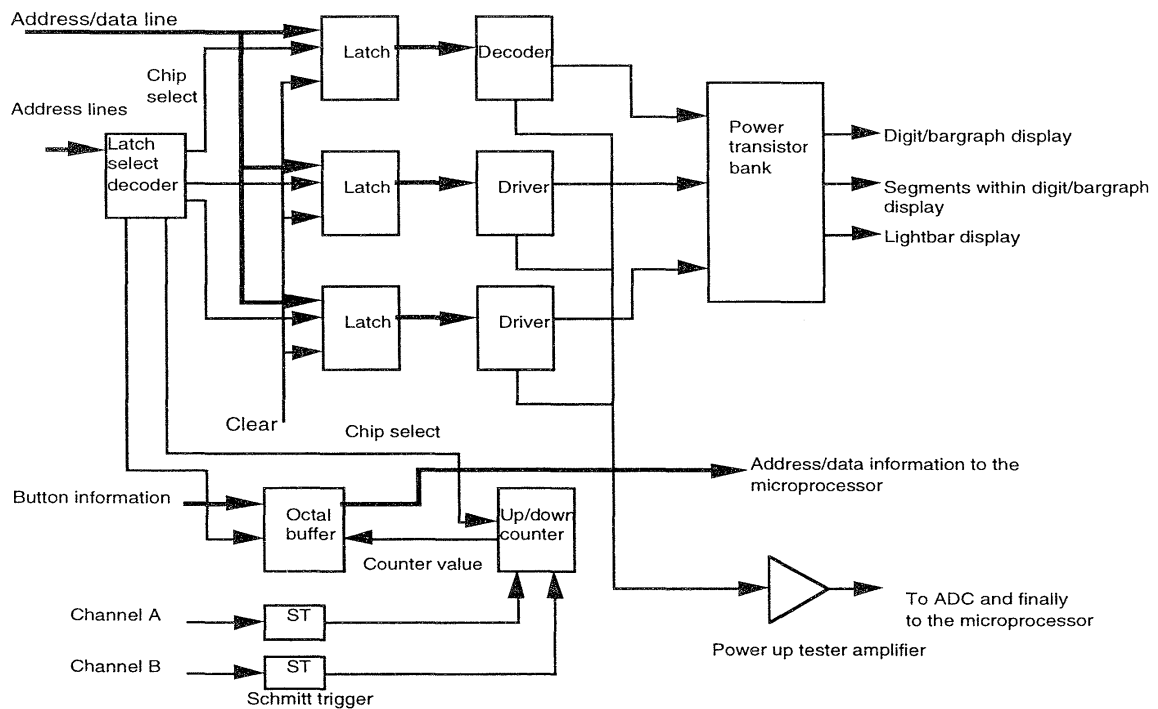 Address/data line
Latch
Decoder
Chip
select
Address lines
Power
transistor
bank
Digit/bargraph display
Latch
select
decoder
Latch
Driver
Segments within digit/bargraph
display
Lightbar display
Latch
Driver
Clear
Chip select
Address/data information to the
microprocessor
Button information
Octal
buffer
Up/down
counter
Counter value
Channel A
ST
To ADC and finally
to the microprocessor
Power up tester amplifier
Channel B
ST
Schmitt trigger